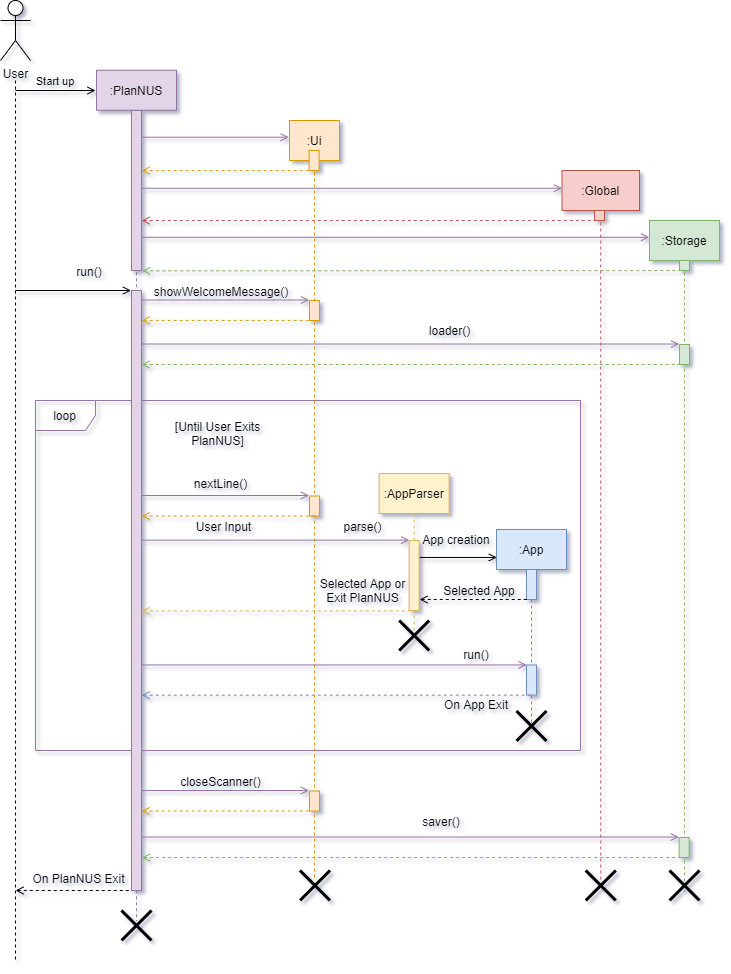 User
Start up
:PlanNUS
:Ui
:Global
:Storage
run()
showWelcomeMessage()
loader()
loop
[Until User Exits
PlanNUS]
nextLine()
:AppParser
User Input
parse()
App creation
:App
Selected App or
Exit PlanNUS
Selected App
run()
On App Exit
closeScanner()
saver()
On PlanNUS Exit